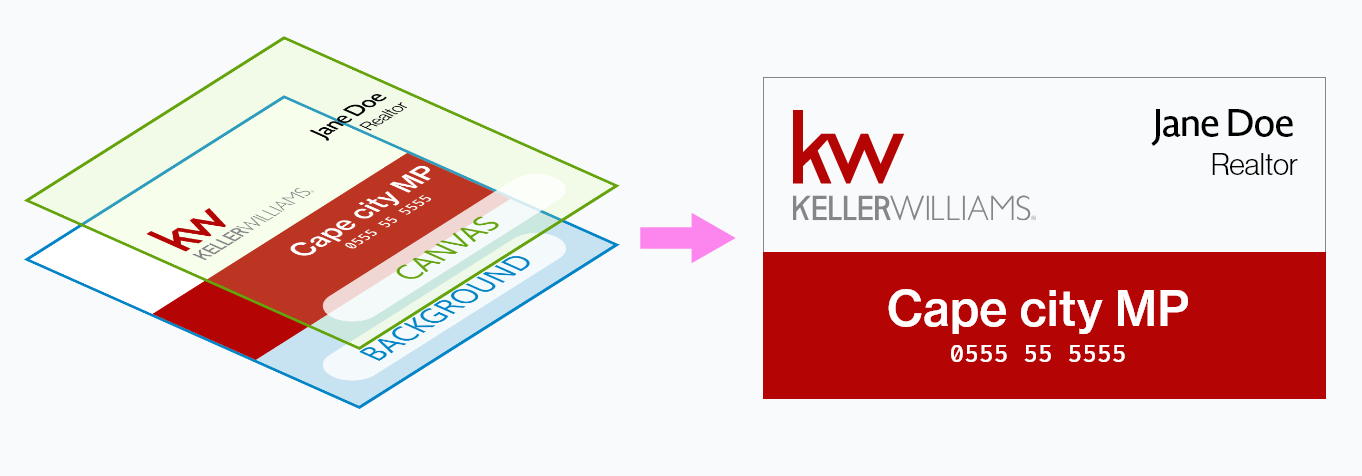 Jane Doe
Realtor
kw
KELLERWILLIAMS®
Cape city MP
0555 55 5555
CANVAS
BACKGROUND
kw
KELLERWILLIAMS®
Jane Doe
Realtor
Cape city MP
0555 55 5555